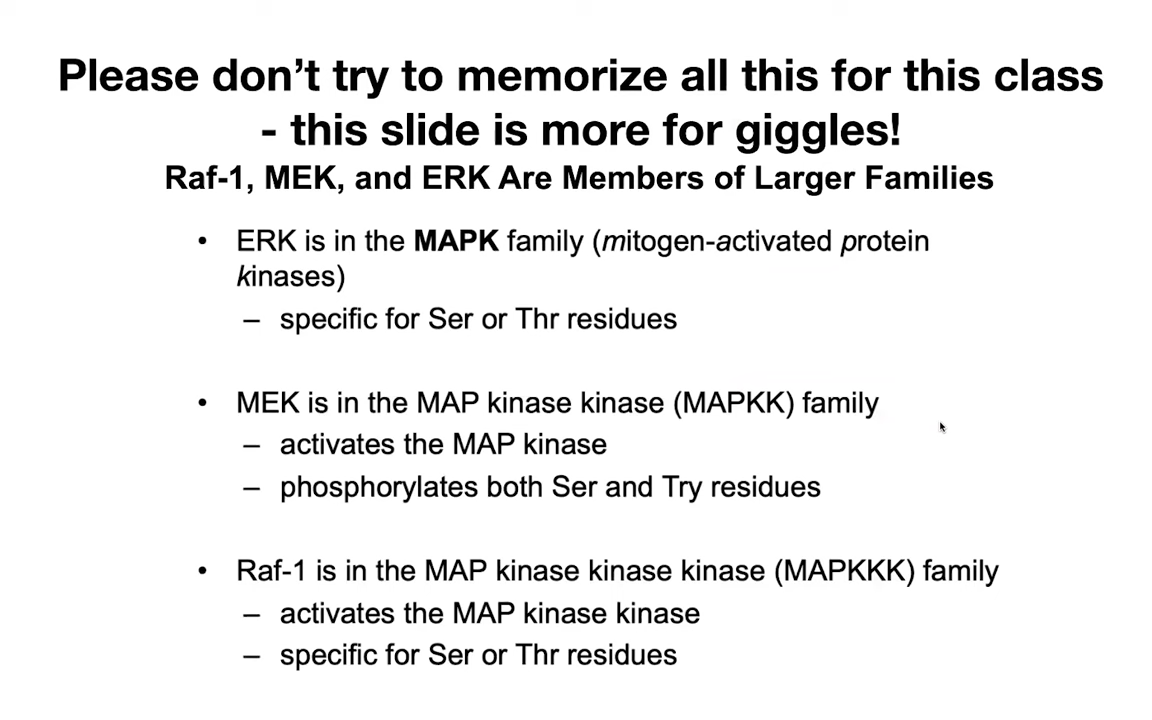 Please don’t try to memorize all this for this class
- this slide is more for giggles!
Raf-1, MEK, and ERK Are Members of Larger Families
• ERK is in the MAPK family (mitogen-activated protein
kinases)
– specific for Ser or Thr residues
• MEK is in the MAP kinase kinase (MAPKK) family
– activates the MAP kinase
– phosphorylates both Ser and Try residues
• Raf-1 is in the MAP kinase kinase kinase (MAPKKK) family
– activates the MAP kinase kinase
– specific for Ser or Thr residues